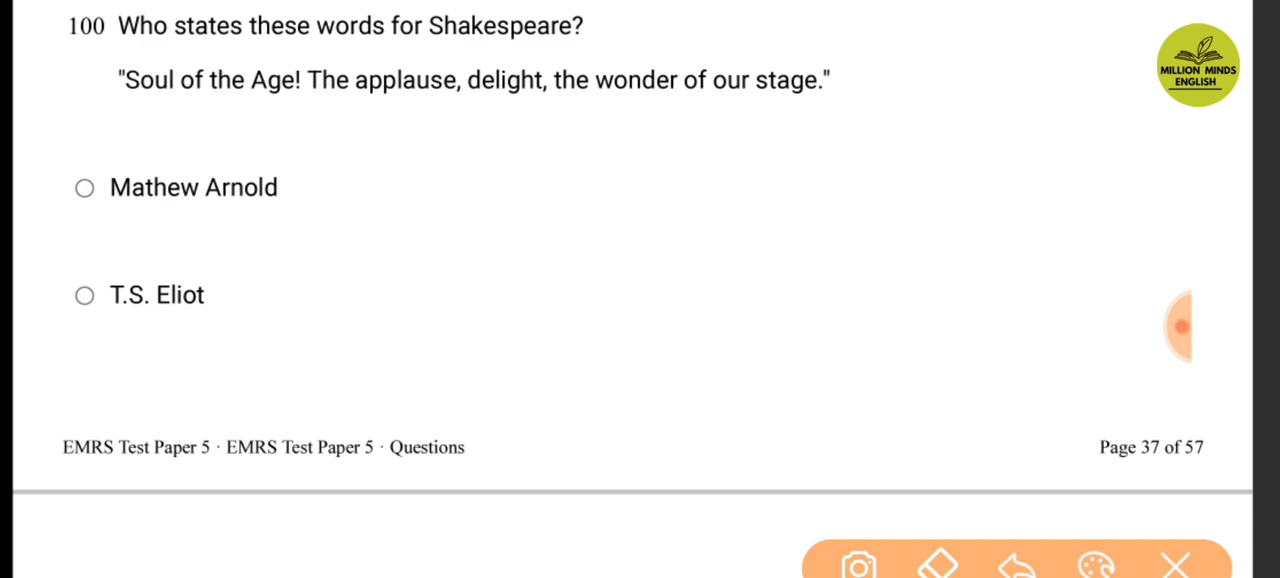 100 Who states these words for Shakespeare?
"Soul of the Age! The applause, delight, the wonder of our stage."
MILLION MINDS
ENGLISH
Mathew Arnold
T.S. Eliot
EMRS Test Paper 5 · EMRS Test Paper 5 · Questions
Page 37 of 57